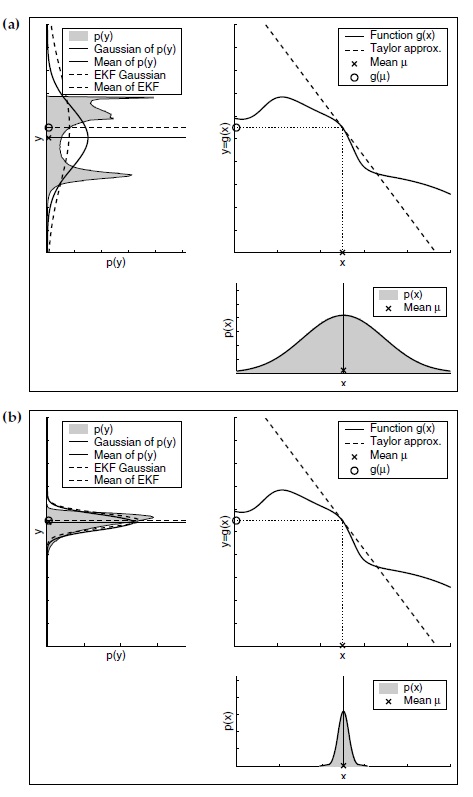 (a)
p(y)
Gaussian of p(y)
Mean of p(y)
EKF Gaussian
Mean of EKF
y
p(y)
Function g(x)
Taylor approx.
Mean μ
g(μ)
y=g(x)
x
p(x)
Mean μ
p(x)
x
(b)
p(y)
Gaussian of p(y)
Mean of p(y)
EKF Gaussian
Mean of EKF
y
p(y)
Function g(x)
Taylor approx.
Mean μ
g(μ)
y=g(x)
x
p(x)
Mean μ
p(x)
x